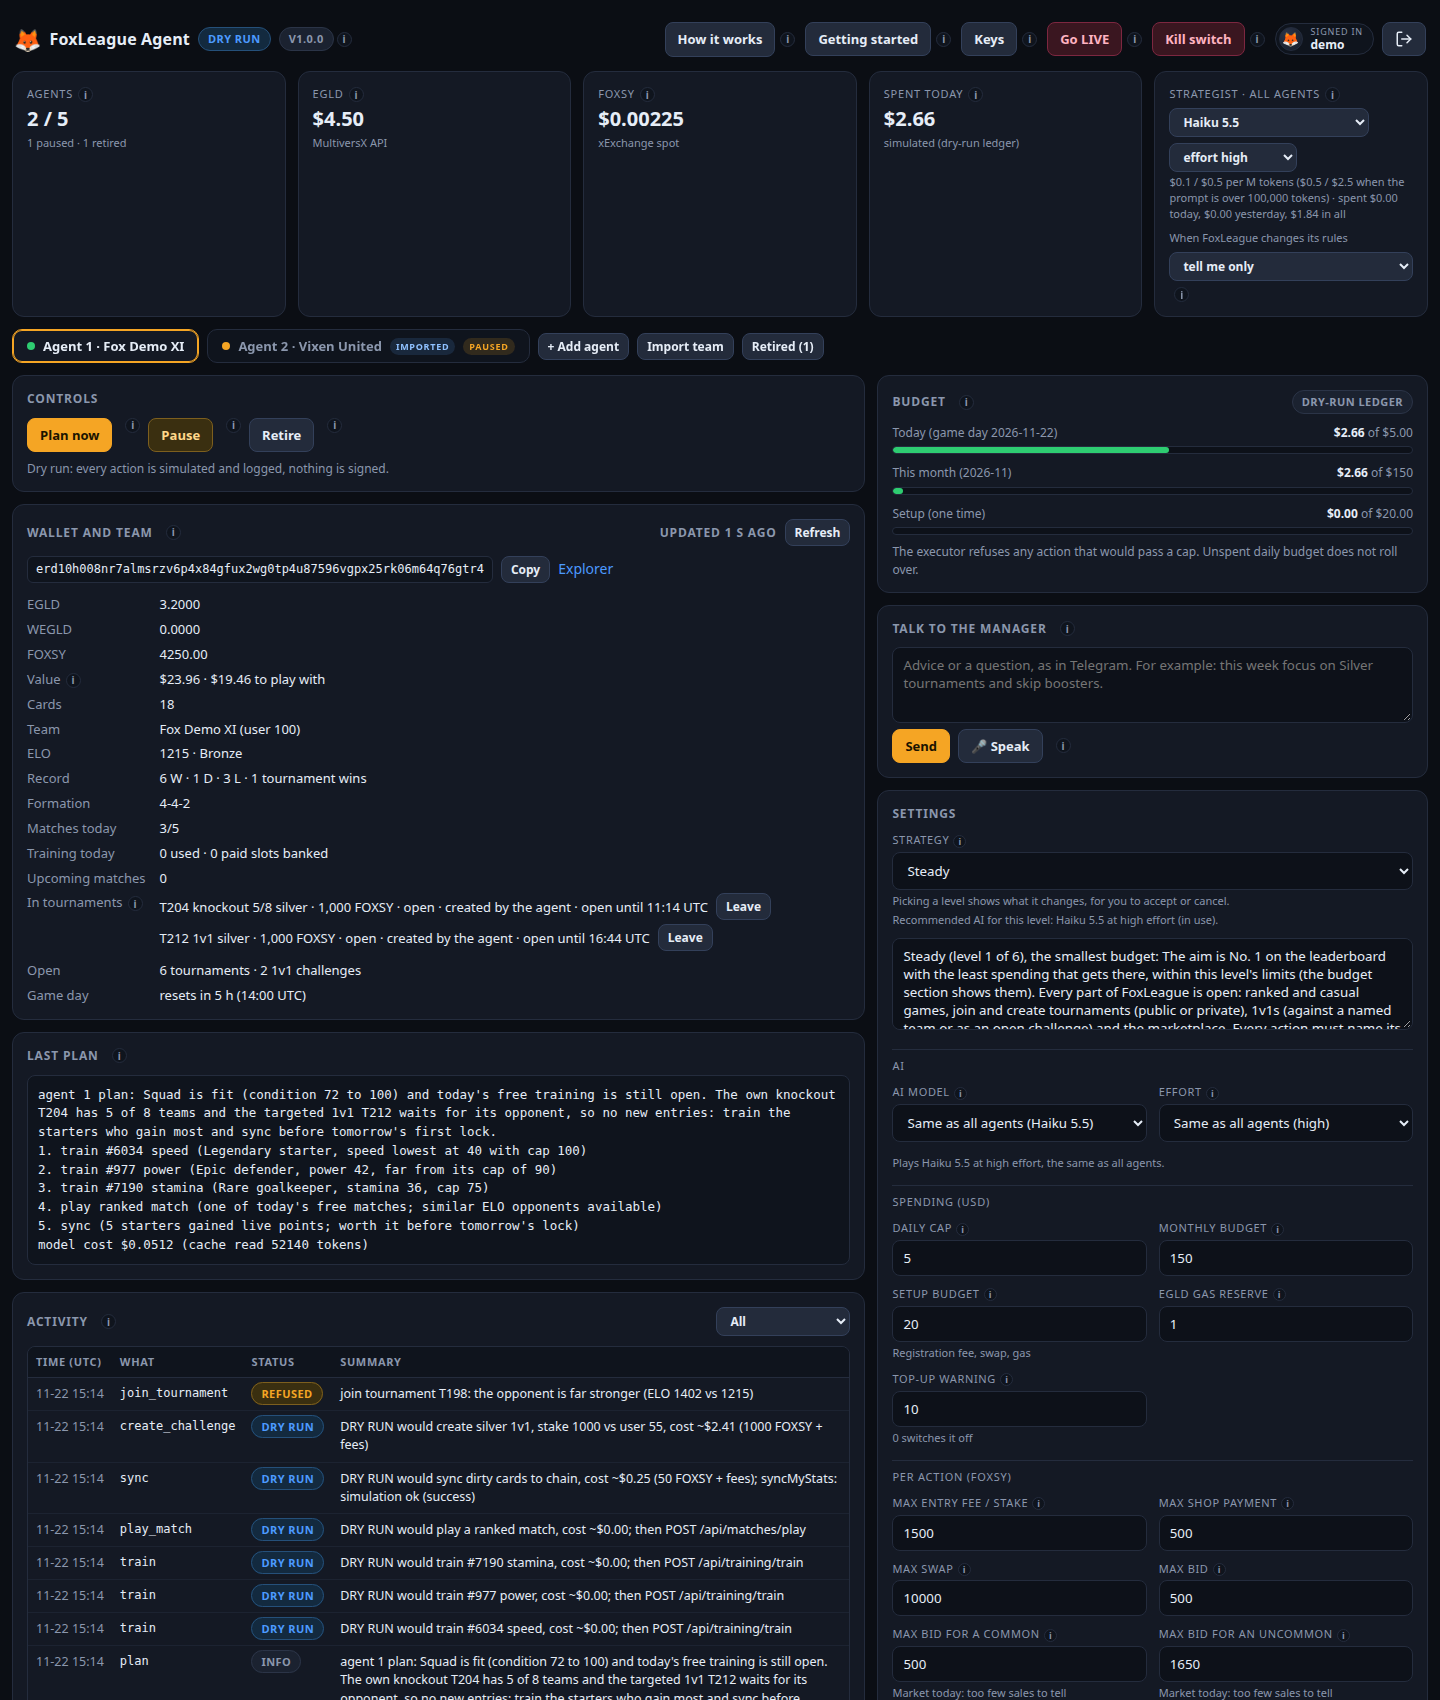 FoxLeague Agent DRY RUN V1.0.0 i
How it works i Getting started i Keys i Go LIVE i Kill switch i SIGNED IN demo
AGENTS i
2 / 5
1 paused · 1 retired
EGLD i
$4.50
MultiversX API
FOXSY i
$0.00225
xExchange spot
SPENT TODAY i
$2.66
simulated (dry-run ledger)
STRATEGIST · ALL AGENTS i
Haiku 5.5
effort high
$0.1 / $0.5 per M tokens ($0.5 / $2.5 when the
prompt is over 100,000 tokens) · spent $0.00
today, $0.00 yesterday, $1.84 in all
When FoxLeague changes its rules
tell me only
i
Agent 1 · Fox Demo XI
Agent 2 · Vixen United IMPORTED PAUSED
+ Add agent
Import team
Retired (1)
CONTROLS
Plan now i Pause i Retire i
Dry run: every action is simulated and logged, nothing is signed.
WALLET AND TEAM i UPDATED 1 S AGO Refresh
erd10h008nr7almsrzv6p4x84gfux2wg0tp4u87596vgpx25rk06m64q76gtr4 Copy Explorer
EGLD 3.2000
WEGLD 0.0000
FOXSY 4250.00
Value i $23.96 · $19.46 to play with
Cards 18
Team Fox Demo XI (user 100)
ELO 1215 · Bronze
Record 6 W · 1 D · 3 L · 1 tournament wins
Formation 4-4-2
Matches today 3/5
Training today 0 used · 0 paid slots banked
Upcoming matches 0
In tournaments i T204 knockout 5/8 silver · 1,000 FOXSY · open · created by the agent · open until 11:14 UTC Leave
T212 1v1 silver · 1,000 FOXSY · open · created by the agent · open until 16:44 UTC Leave
Open 6 tournaments · 2 1v1 challenges
Game day resets in 5 h (14:00 UTC)
LAST PLAN i
agent 1 plan: Squad is fit (condition 72 to 100) and today's free training is still open. The own knockout
T204 has 5 of 8 teams and the targeted 1v1 T212 waits for its opponent, so no new entries: train the
starters who gain most and sync before tomorrow's first lock.
1. train #6034 speed (Legendary starter, speed lowest at 40 with cap 100)
2. train #977 power (Epic defender, power 42, far from its cap of 90)
3. train #7190 stamina (Rare goalkeeper, stamina 36, cap 75)
4. play ranked match (one of today's free matches; similar ELO opponents available)
5. sync (5 starters gained live points; worth it before tomorrow's lock)
model cost $0.0512 (cache read 52140 tokens)
ACTIVITY i All
TIME (UTC) WHAT STATUS SUMMARY
11-22 15:14 join_tournament REFUSED join tournament T198: the opponent is far stronger (ELO 1402 vs 1215)
11-22 15:14 create_challenge DRY RUN DRY RUN would create silver 1v1, stake 1000 vs user 55, cost ~$2.41 (1000 FOXSY +
fees)
11-22 15:14 sync DRY RUN DRY RUN would sync dirty cards to chain, cost ~$0.25 (50 FOXSY + fees); syncMyStats:
simulation ok (success)
11-22 15:14 play_match DRY RUN DRY RUN would play a ranked match, cost ~$0.00; then POST /api/matches/play
11-22 15:14 train DRY RUN DRY RUN would train #7190 stamina, cost ~$0.00; then POST /api/training/train
11-22 15:14 train DRY RUN DRY RUN would train #977 power, cost ~$0.00; then POST /api/training/train
11-22 15:14 train DRY RUN DRY RUN would train #6034 speed, cost ~$0.00; then POST /api/training/train
11-22 15:14 plan INFO agent 1 plan: Squad is fit (condition 72 to 100) and today's free training is still open.
The own knockout T204 has 5 of 8 teams and the targeted 1v1 T212 waits for its
opponent, so no new entries: train the starters who gain most and sync before
BUDGET i DRY-RUN LEDGER
Today (game day 2026-11-22) $2.66 of $5.00
This month (2026-11) $2.66 of $150
Setup (one time) $0.00 of $20.00
The executor refuses any action that would pass a cap. Unspent daily budget does not roll
over.
TALK TO THE MANAGER i
Advice or a question, as in Telegram. For example: this week focus on Silver
tournaments and skip boosters.
Send 🎤 Speak i
SETTINGS
STRATEGY i
Steady
Picking a level shows what it changes, for you to accept or cancel.
Recommended AI for this level: Haiku 5.5 at high effort (in use).
Steady (level 1 of 6), the smallest budget: The aim is No. 1 on the leaderboard
with the least spending that gets there, within this level's limits (the budget
section shows them). Every part of FoxLeague is open: ranked and casual
games, join and create tournaments (public or private), 1v1s (against a named
team or as an open challenge) and the marketplace. Every action must name its
AI
AI MODEL i EFFORT i
Same as all agents (Haiku 5.5) Same as all agents (high)
Plays Haiku 5.5 at high effort, the same as all agents.
SPENDING (USD)
DAILY CAP i MONTHLY BUDGET i
5 150
SETUP BUDGET i EGLD GAS RESERVE i
20 1
Registration fee, swap, gas
TOP-UP WARNING i
10
0 switches it off
PER ACTION (FOXSY)
MAX ENTRY FEE / STAKE i MAX SHOP PAYMENT i
1500 500
MAX SWAP i MAX BID i
10000 500
MAX BID FOR A COMMON i MAX BID FOR AN UNCOMMON i
500 1650
Market today: too few sales to tell Market today: too few sales to tell